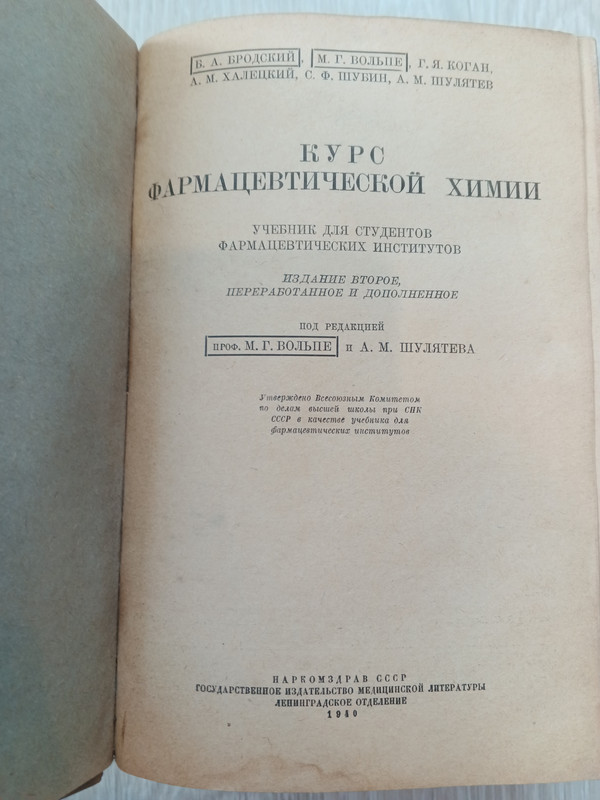 Б. А. БРОДСКИЙ, М. Г. ВОЛЬПЕ, Г. Я. КОГАН,
А. М. ХАЛЕЦКИЙ, С. Ф. ШУБИН, А. М. ШУЛЯТЕВ
КУРС
ФАРМАЦЕВТИЧЕСКОЙ ХИМИИ
УЧЕБНИК ДЛЯ СТУДЕНТОВ
ФАРМАЦЕВТИЧЕСКИХ ИНСТИТУТОВ
ИЗДАНИЕ ВТОРОЕ,
ПЕРЕРАБОТАННОЕ И ДОПОЛНЕННОЕ
ПОД РЕДАКЦИЕЙ
ПРОФ. М. Г. ВОЛЬПЕ и А. М. ШУЛЯТЕВА
Утверждено Всесоюзным Комитетом
по делам высшей школы при СНК
СССР в качестве учебника для
фармацевтических институтов
НАРКОМЗДРАВ СССР
ГОСУДАРСТВЕННОЕ ИЗДАТЕЛЬСТВО МЕДИЦИНСКОЙ ЛИТЕРАТУРЫ
ЛЕНИНГРАДСКОЕ ОТДЕЛЕНИЕ
1940